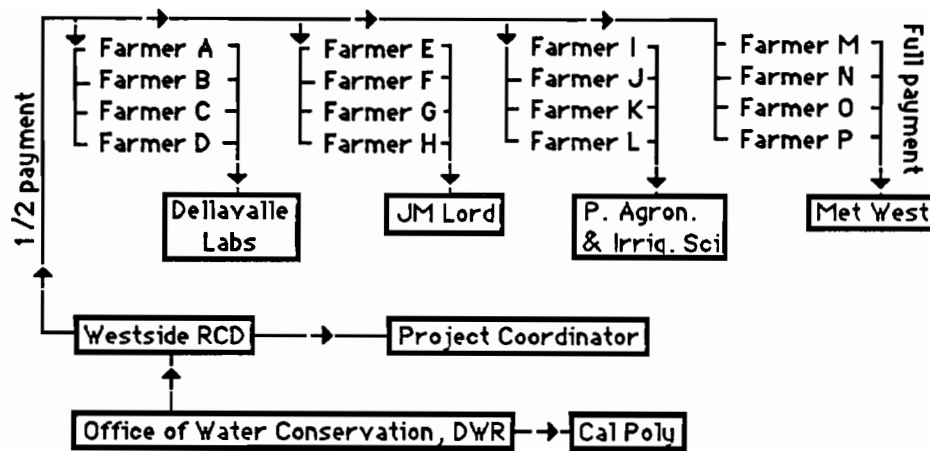 1/2 payment
Farmer A
Farmer B
Farmer C
Farmer D
Farmer E
Farmer F
Farmer G
Farmer H
Farmer I
Farmer J
Farmer K
Farmer L
Farmer M
Farmer N
Farmer O
Farmer P
Full payment
Dellavalle
Labs
JM Lord
P. Agron.
& Irrig. Sci
Met West
Westside RCD
Project Coordinator
Office of Water Conservation, DWR
Cal Poly